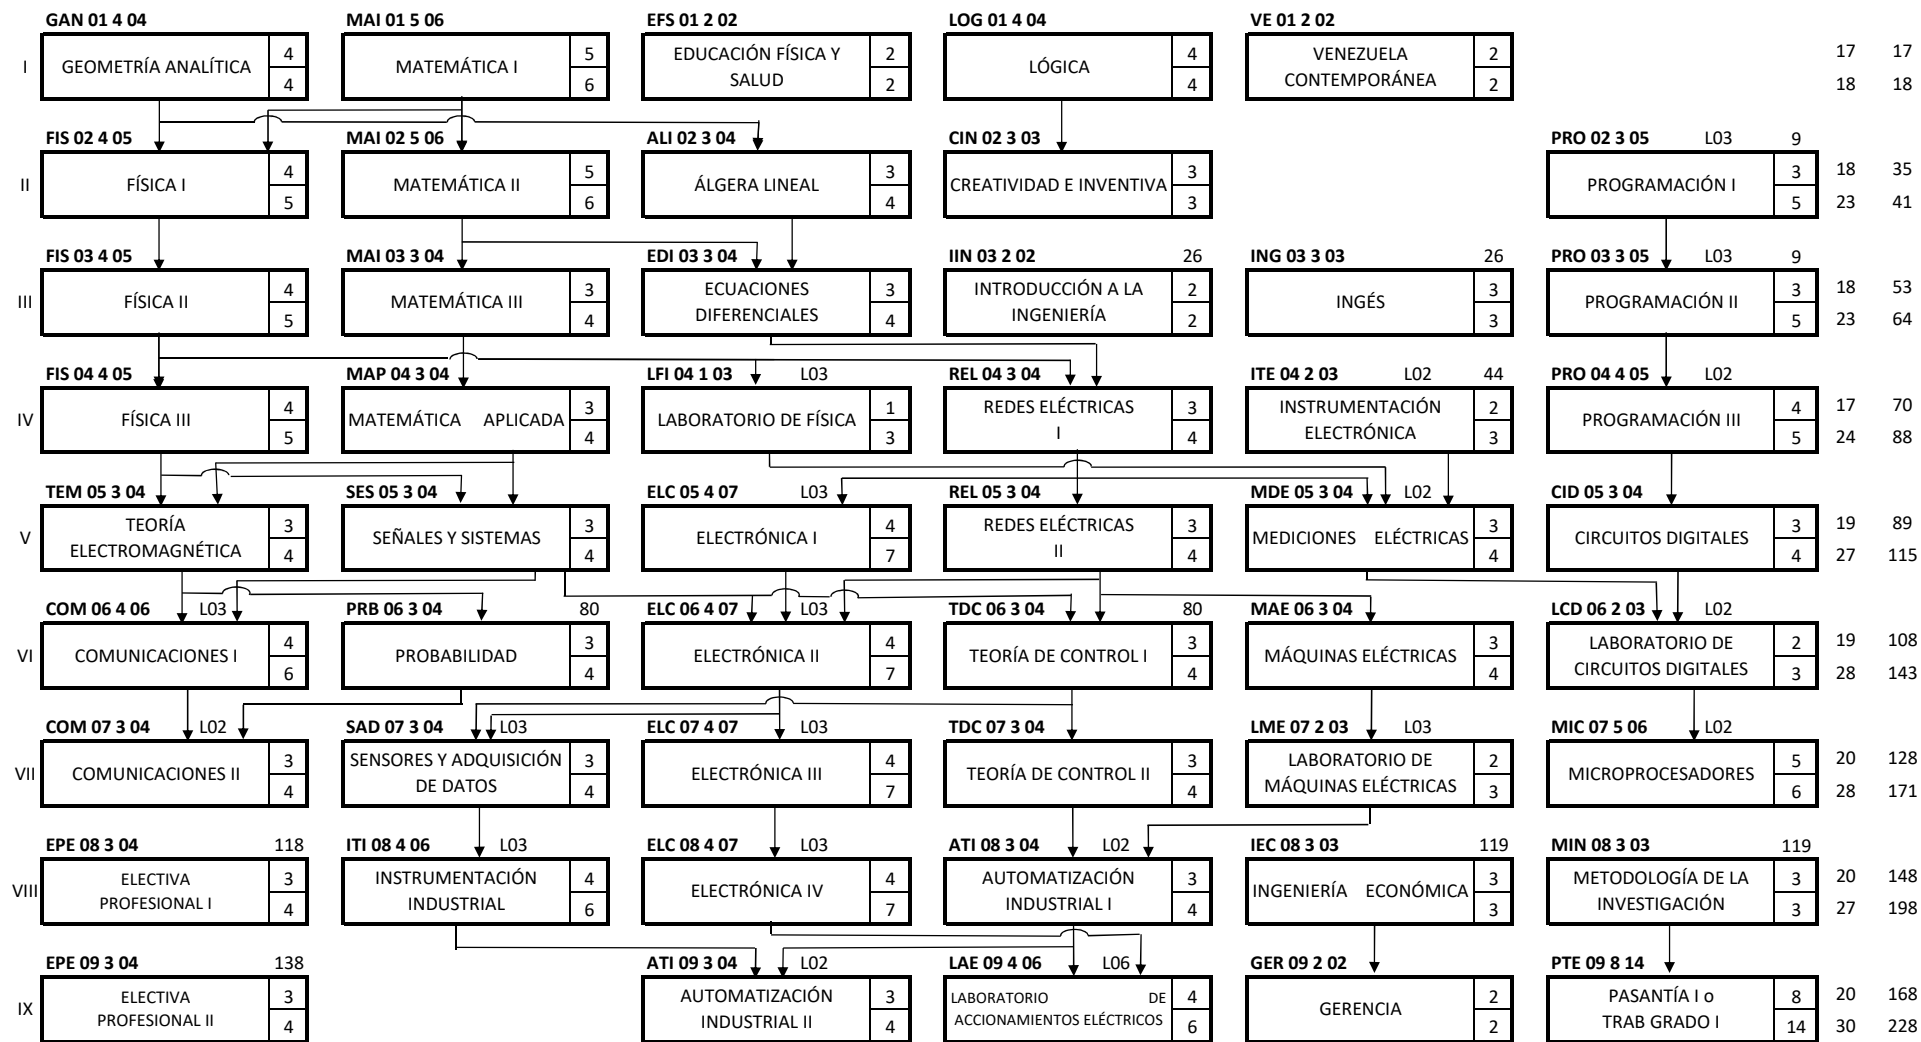 GAN 01 4 04 MAI 01 5 06 EFS 01 2 02 LOG 01 4 04 VE 01 2 02
I GEOMETRÍA ANALÍTICA 4 4 MATEMÁTICA I 5 6 EDUCACIÓN FÍSICA Y SALUD 2 2 LÓGICA 4 4 VENEZUELA CONTEMPORÁNEA 2 2 17 17
18 18
FIS 02 4 05 MAI 02 5 06 ALI 02 3 04 CIN 02 3 03 PRO 02 3 05 L03 9
II FÍSICA I 4 5 MATEMÁTICA II 5 6 ÁLGERA LINEAL 3 4 CREATIVIDAD E INVENTIVA 3 3 PROGRAMACIÓN I 3 5 18 35
23 41
FIS 03 4 05 MAI 03 3 04 EDI 03 3 04 IIN 03 2 02 26 ING 03 3 03 26 PRO 03 3 05 L03 9
III FÍSICA II 4 5 MATEMÁTICA III 3 4 ECUACIONES DIFERENCIALES 3 4 INTRODUCCIÓN A LA INGENIERÍA 2 2 INGÉS 3 3 PROGRAMACIÓN II 3 5 18 53
23 64
FIS 04 4 05 MAP 04 3 04 LFI 04 1 03 L03 REL 04 3 04 ITE 04 2 03 L02 44 PRO 04 4 05 L02
IV FÍSICA III 4 5 MATEMÁTICA APLICADA 3 4 LABORATORIO DE FÍSICA 1 3 REDES ELÉCTRICAS I 3 4 INSTRUMENTACIÓN ELECTRÓNICA 2 3 PROGRAMACIÓN III 4 5 17 70
24 88
TEM 05 3 04 SES 05 3 04 ELC 05 4 07 L03 REL 05 3 04 MDE 05 3 04 L02 CID 05 3 04
V TEORÍA ELECTROMAGNÉTICA 3 4 SEÑALES Y SISTEMAS 3 4 ELECTRÓNICA I 4 7 REDES ELÉCTRICAS II 3 4 MEDICIONES ELÉCTRICAS 3 4 CIRCUITOS DIGITALES 3 4 19 89
27 115
COM 06 4 06 L03 PRB 06 3 04 80 ELC 06 4 07 L03 TDC 06 3 04 80 MAE 06 3 04 LCD 06 2 03 L02
VI COMUNICACIONES I 4 6 PROBABILIDAD 3 4 ELECTRÓNICA II 4 7 TEORÍA DE CONTROL I 3 4 MÁQUINAS ELÉCTRICAS 3 4 LABORATORIO DE CIRCUITOS DIGITALES 2 3 19 108
28 143
COM 07 3 04 L02 SAD 07 3 04 L03 ELC 07 4 07 L03 TDC 07 3 04 LME 07 2 03 L03 MIC 07 5 06 L02
VII COMUNICACIONES II 3 4 SENSORES Y ADQUISICIÓN DE DATOS 3 4 ELECTRÓNICA III 4 7 TEORÍA DE CONTROL II 3 4 LABORATORIO DE MÁQUINAS ELÉCTRICAS 2 3 MICROPROCESADORES 5 6 20 128
28 171
EPE 08 3 04 118 ITI 08 4 06 L03 ELC 08 4 07 L03 ATI 08 3 04 L02 IEC 08 3 03 119 MIN 08 3 03 119
VIII ELECTIVA PROFESIONAL I 3 4 INSTRUMENTACIÓN INDUSTRIAL 4 6 ELECTRÓNICA IV 4 7 AUTOMATIZACIÓN INDUSTRIAL I 3 4 INGENIERÍA ECONÓMICA 3 3 METODOLOGÍA DE LA INVESTIGACIÓN 3 3 20 148
27 198
EPE 09 3 04 138 ATI 09 3 04 L02 LAE 09 4 06 L06 GER 09 2 02 PTE 09 8 14
IX ELECTIVA PROFESIONAL II 3 4 AUTOMATIZACIÓN INDUSTRIAL II 3 4 LABORATORIO DE ACCIONAMIENTOS ELÉCTRICOS 4 6 GERENCIA 2 2 PASANTÍA I o TRAB GRADO I 8 14 20 168
30 228